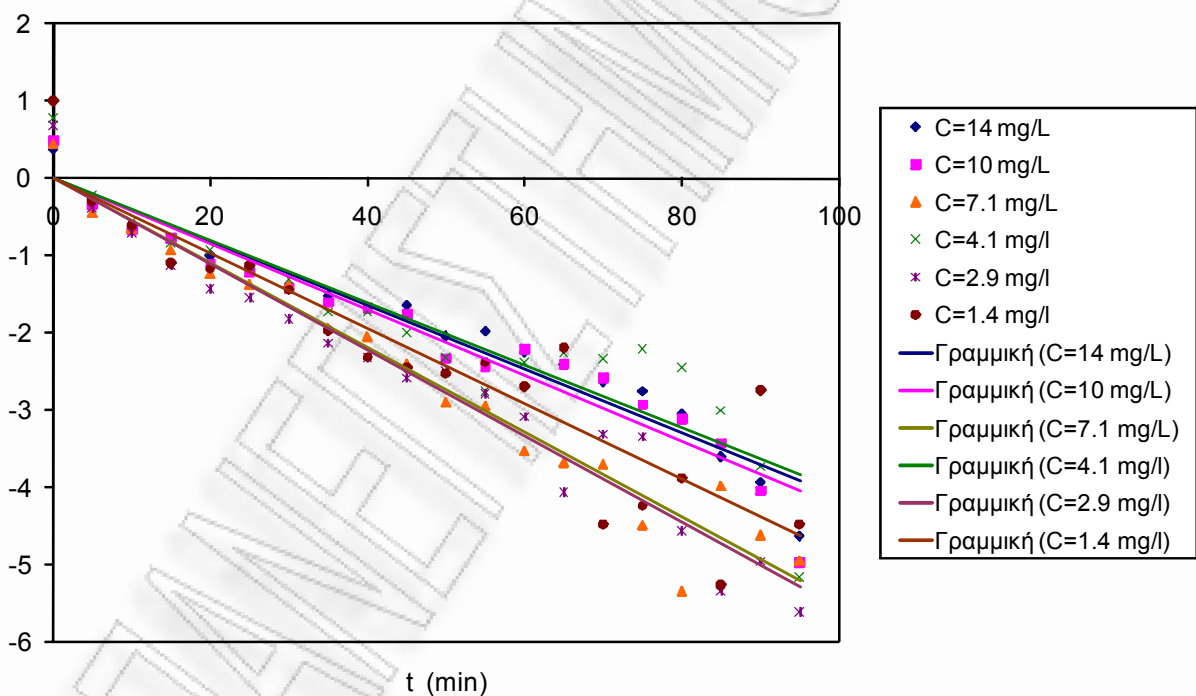 2
1
0
-1
-2
-3
-4
-5
-6
0
20
40
60
80
100
t (min)
C=14 mg/L
C=10 mg/L
C=7.1 mg/L
C=4.1 mg/l
C=2.9 mg/l
C=1.4 mg/l
Γραμμική (C=14 mg/L)
Γραμμική (C=10 mg/L)
Γραμμική (C=7.1 mg/L)
Γραμμική (C=4.1 mg/l)
Γραμμική (C=2.9 mg/l)
Γραμμική (C=1.4 mg/l)